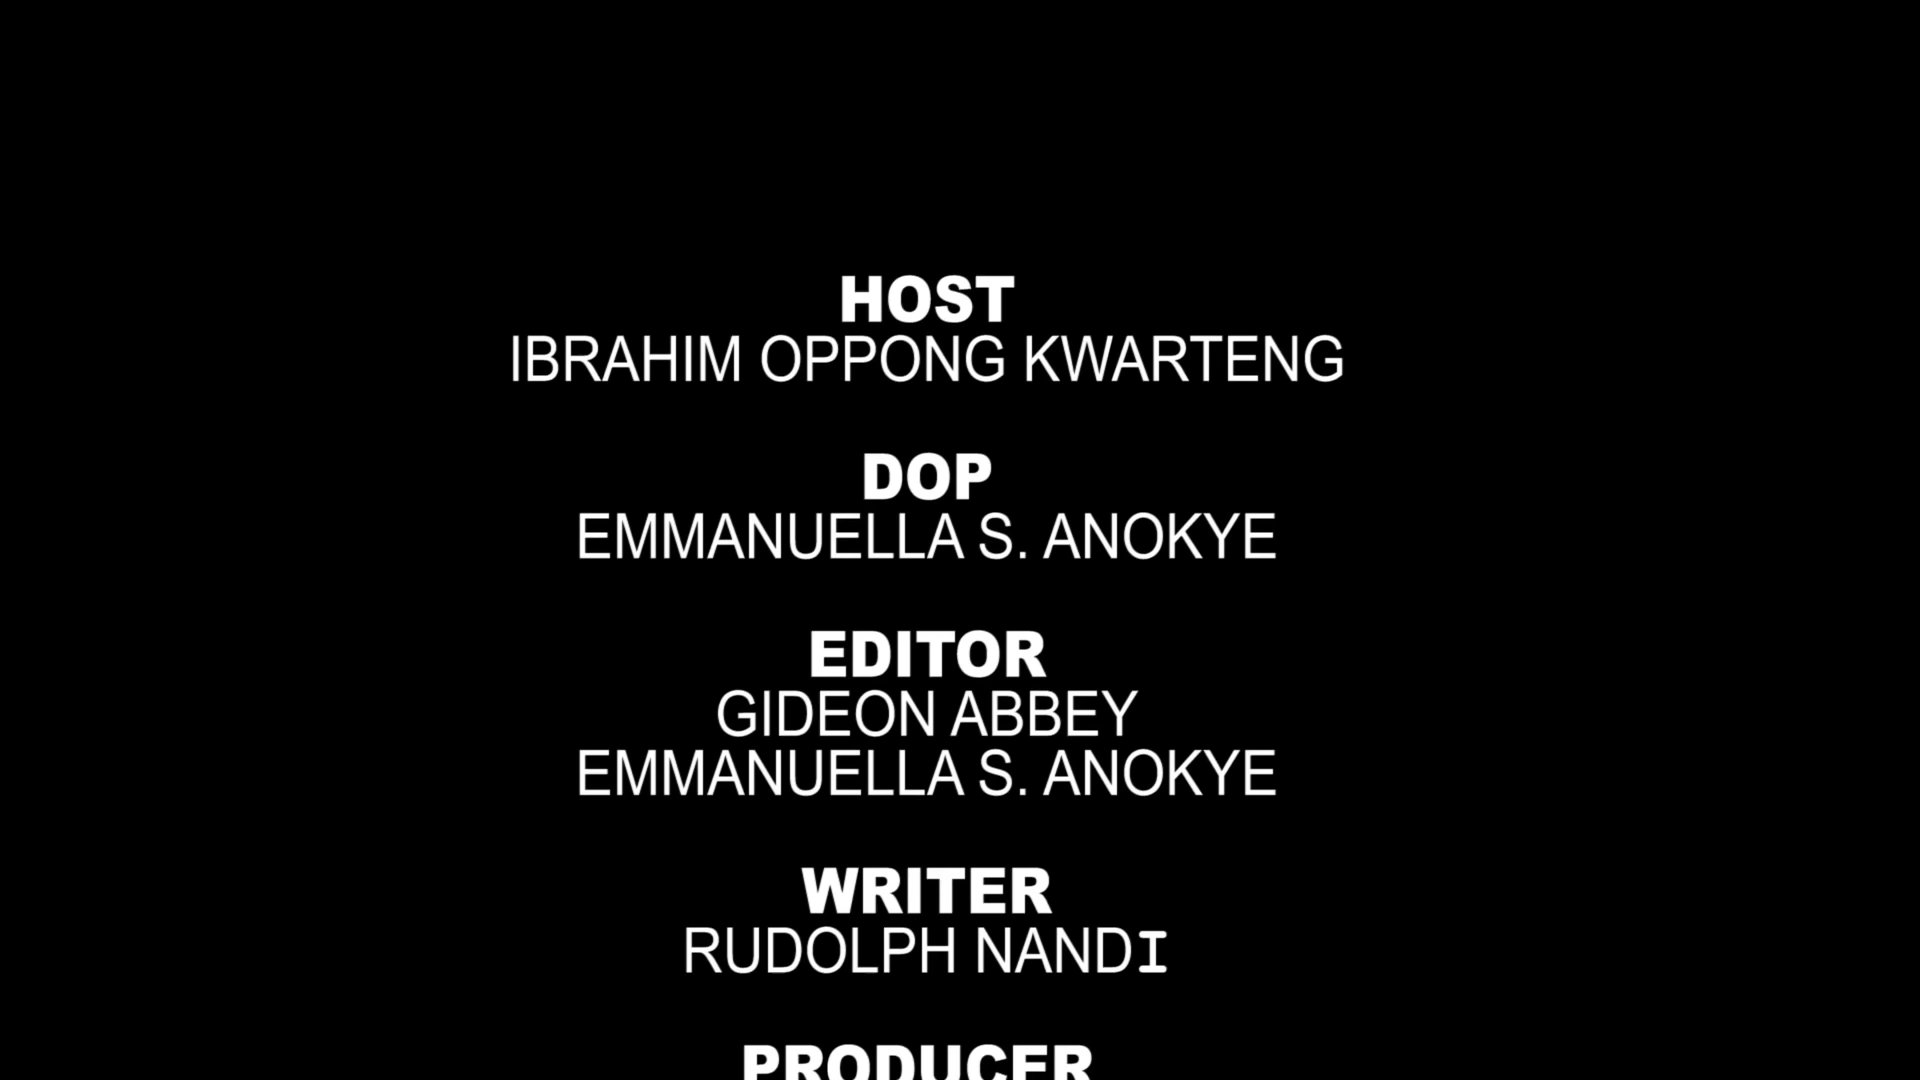 HOST
IBRAHIM OPPONG KWARTENG
DOP
EMMANUELLA S. ANOKYE
EDITOR
GIDEON ABBEY
EMMANUELLA S. ANOKYE
WRITER
RUDOLPH NANDI
PRODUCER